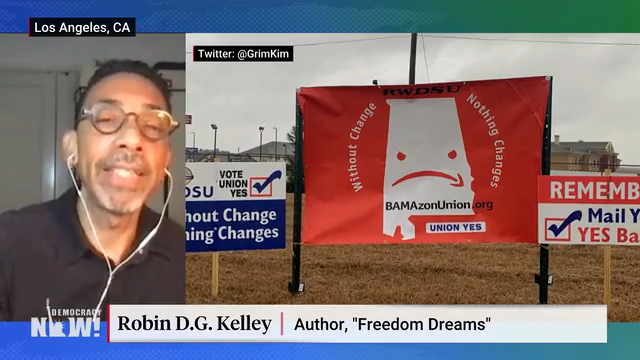 Los Angeles, CA
Twitter: @GrimKim
RWDSU
Without Change
Nothing Changes
BAMAzonUnion.org
UNION YES
DSU
VOTE
UNION
YES
hout Change
hing Changes
REMEMB
Mail Y
YES Ba
DEMOCRACY
NOW!
Robin D.G. Kelley
Author, "Freedom Dreams"